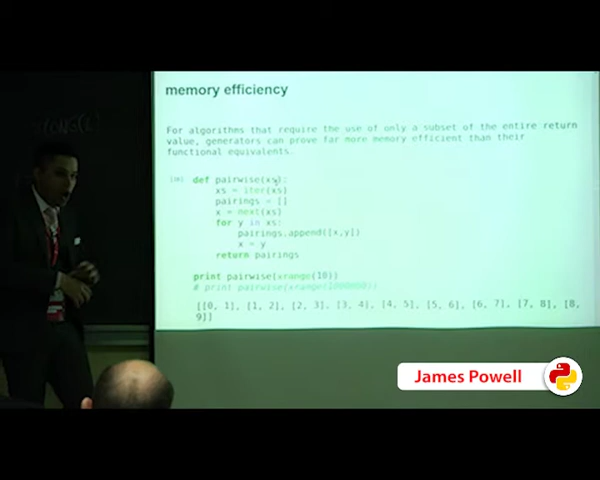 memory efficiency
For algorithms that require the use of only a subset of the entire return
value, generators can prove far more memory efficient than their
functional equivalents.
def pairwise(xs):
xs = iter(xs)
pairings = []
x = next(xs)
for y in xs:
pairings.append([x,y])
x = y
return pairings
print pairwise(xrange(10))
# print pairwise(xrange(1000000))
[[0, 1], [1, 2], [2, 3], [3, 4], [4, 5], [5, 6], [6, 7], [7, 8], [8,
9]]
James Powell